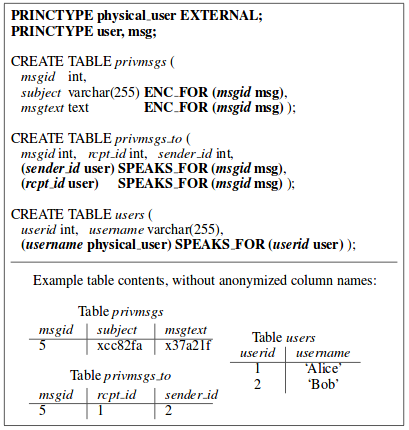 PRINCTYPE physical_user EXTERNAL;
PRINCTYPE user, msg;
CREATE TABLE privmsgs (
msgid int,
subject varchar(255) ENC_FOR (msgid msg),
msgtext text ENC_FOR (msgid msg) );
CREATE TABLE privmsgs_to (
msgid int, rcpt_id int, sender_id int,
(sender_id user) SPEAKS_FOR (msgid msg),
(rcpt_id user) SPEAKS_FOR (msgid msg) );
CREATE TABLE users (
userid int, username varchar(255),
(username physical_user) SPEAKS_FOR (userid user) );
Example table contents, without anonymized column names:
Table privmsgs
msgid subject msgtext
5 xcc82fa x37a21f
Table privmsgs_to
msgid rcpt_id sender_id
5 1 2
Table users
userid username
1 ‘Alice’
2 ‘Bob’